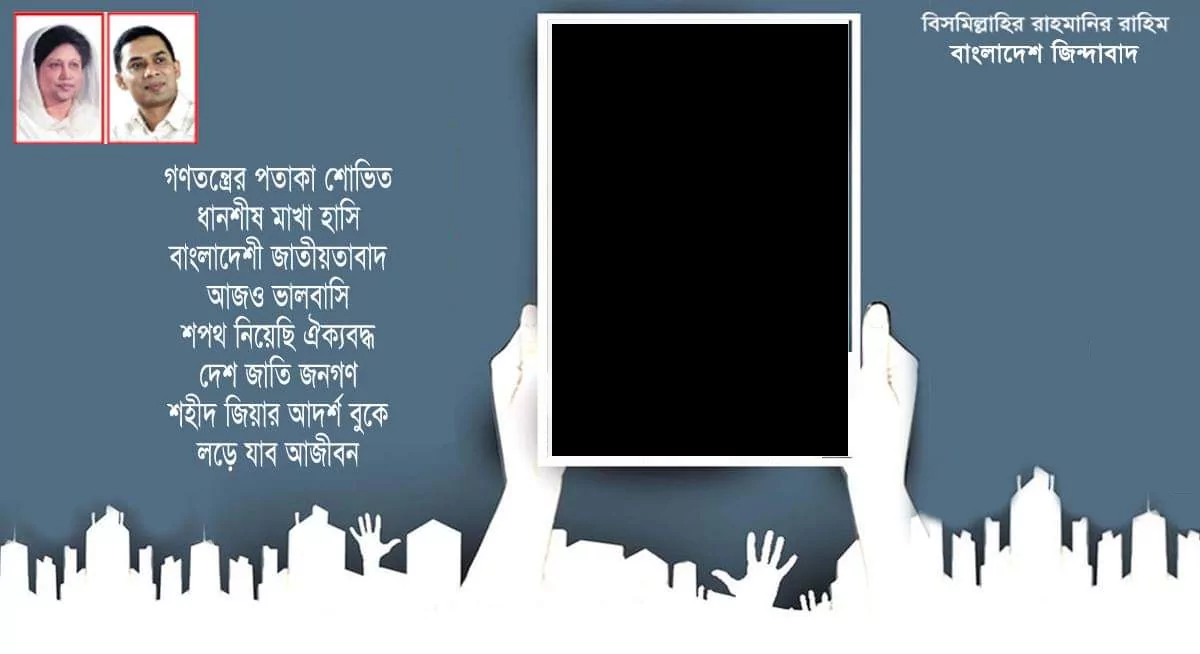 বিসমিল্লাহির রাহমানির রাহিম
বাংলাদেশ জিন্দাবাদ
গণতন্ত্রের পতাকা শোভিত
ধানশীষ মাখা হাসি
বাংলাদেশী জাতীয়তাবাদ
আজও ভালবাসি
শপথ নিয়েছি ঐক্যবদ্ধ
দেশ জাতি জনগণ
শহীদ জিয়ার আদর্শ বুকে
লড়ে যাব আজীবন